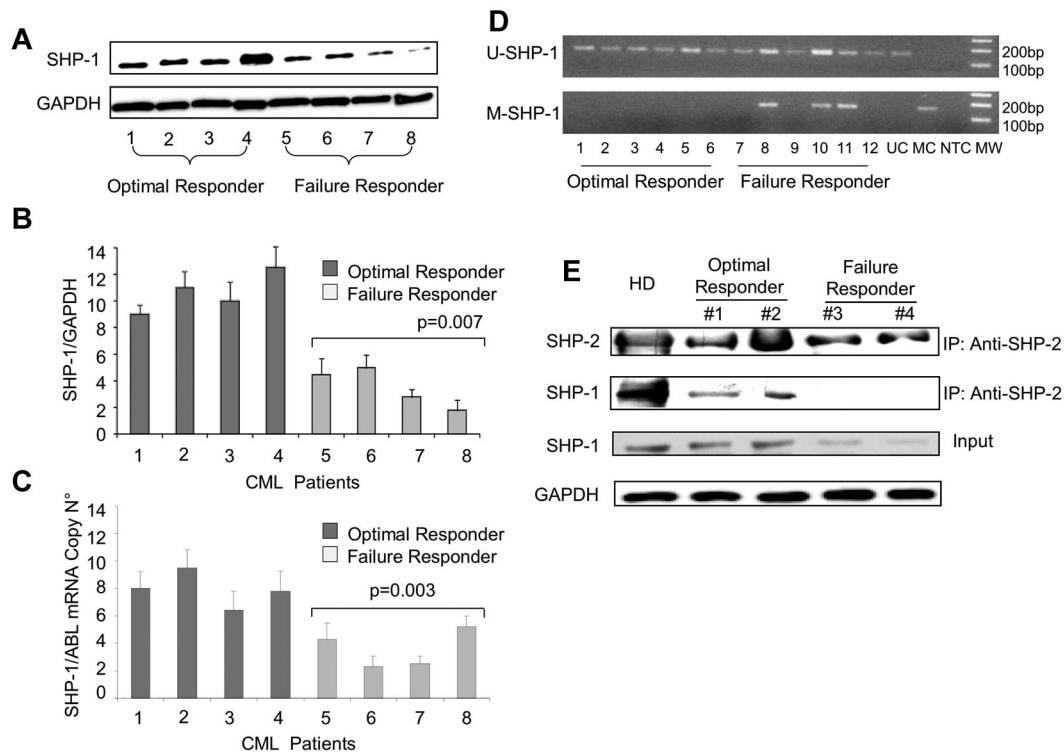 A
SHP-1
GAPDH
1 2 3 4 5 6 7 8
Optimal Responder Failure Responder
B
SHP-1/GAPDH
14
12
10
8
6
4
2
0
Optimal Responder
Failure Responder
p=0.007
1 2 3 4 5 6 7 8
CML Patients
C
SHP-1/ABL mRNA Copy N°
14
12
10
8
6
4
2
0
Optimal Responder
Failure Responder
p=0.003
1 2 3 4 5 6 7 8
CML Patients
D
U-SHP-1
200bp
100bp
M-SHP-1
200bp
100bp
1 2 3 4 5 6 7 8 9 10 11 12 UC MC NTC MW
Optimal Responder Failure Responder
E
HD
Optimal
Responder
Failure
Responder
#1 #2 #3 #4
SHP-2 IP: Anti-SHP-2
SHP-1 IP: Anti-SHP-2
SHP-1 Input
GAPDH